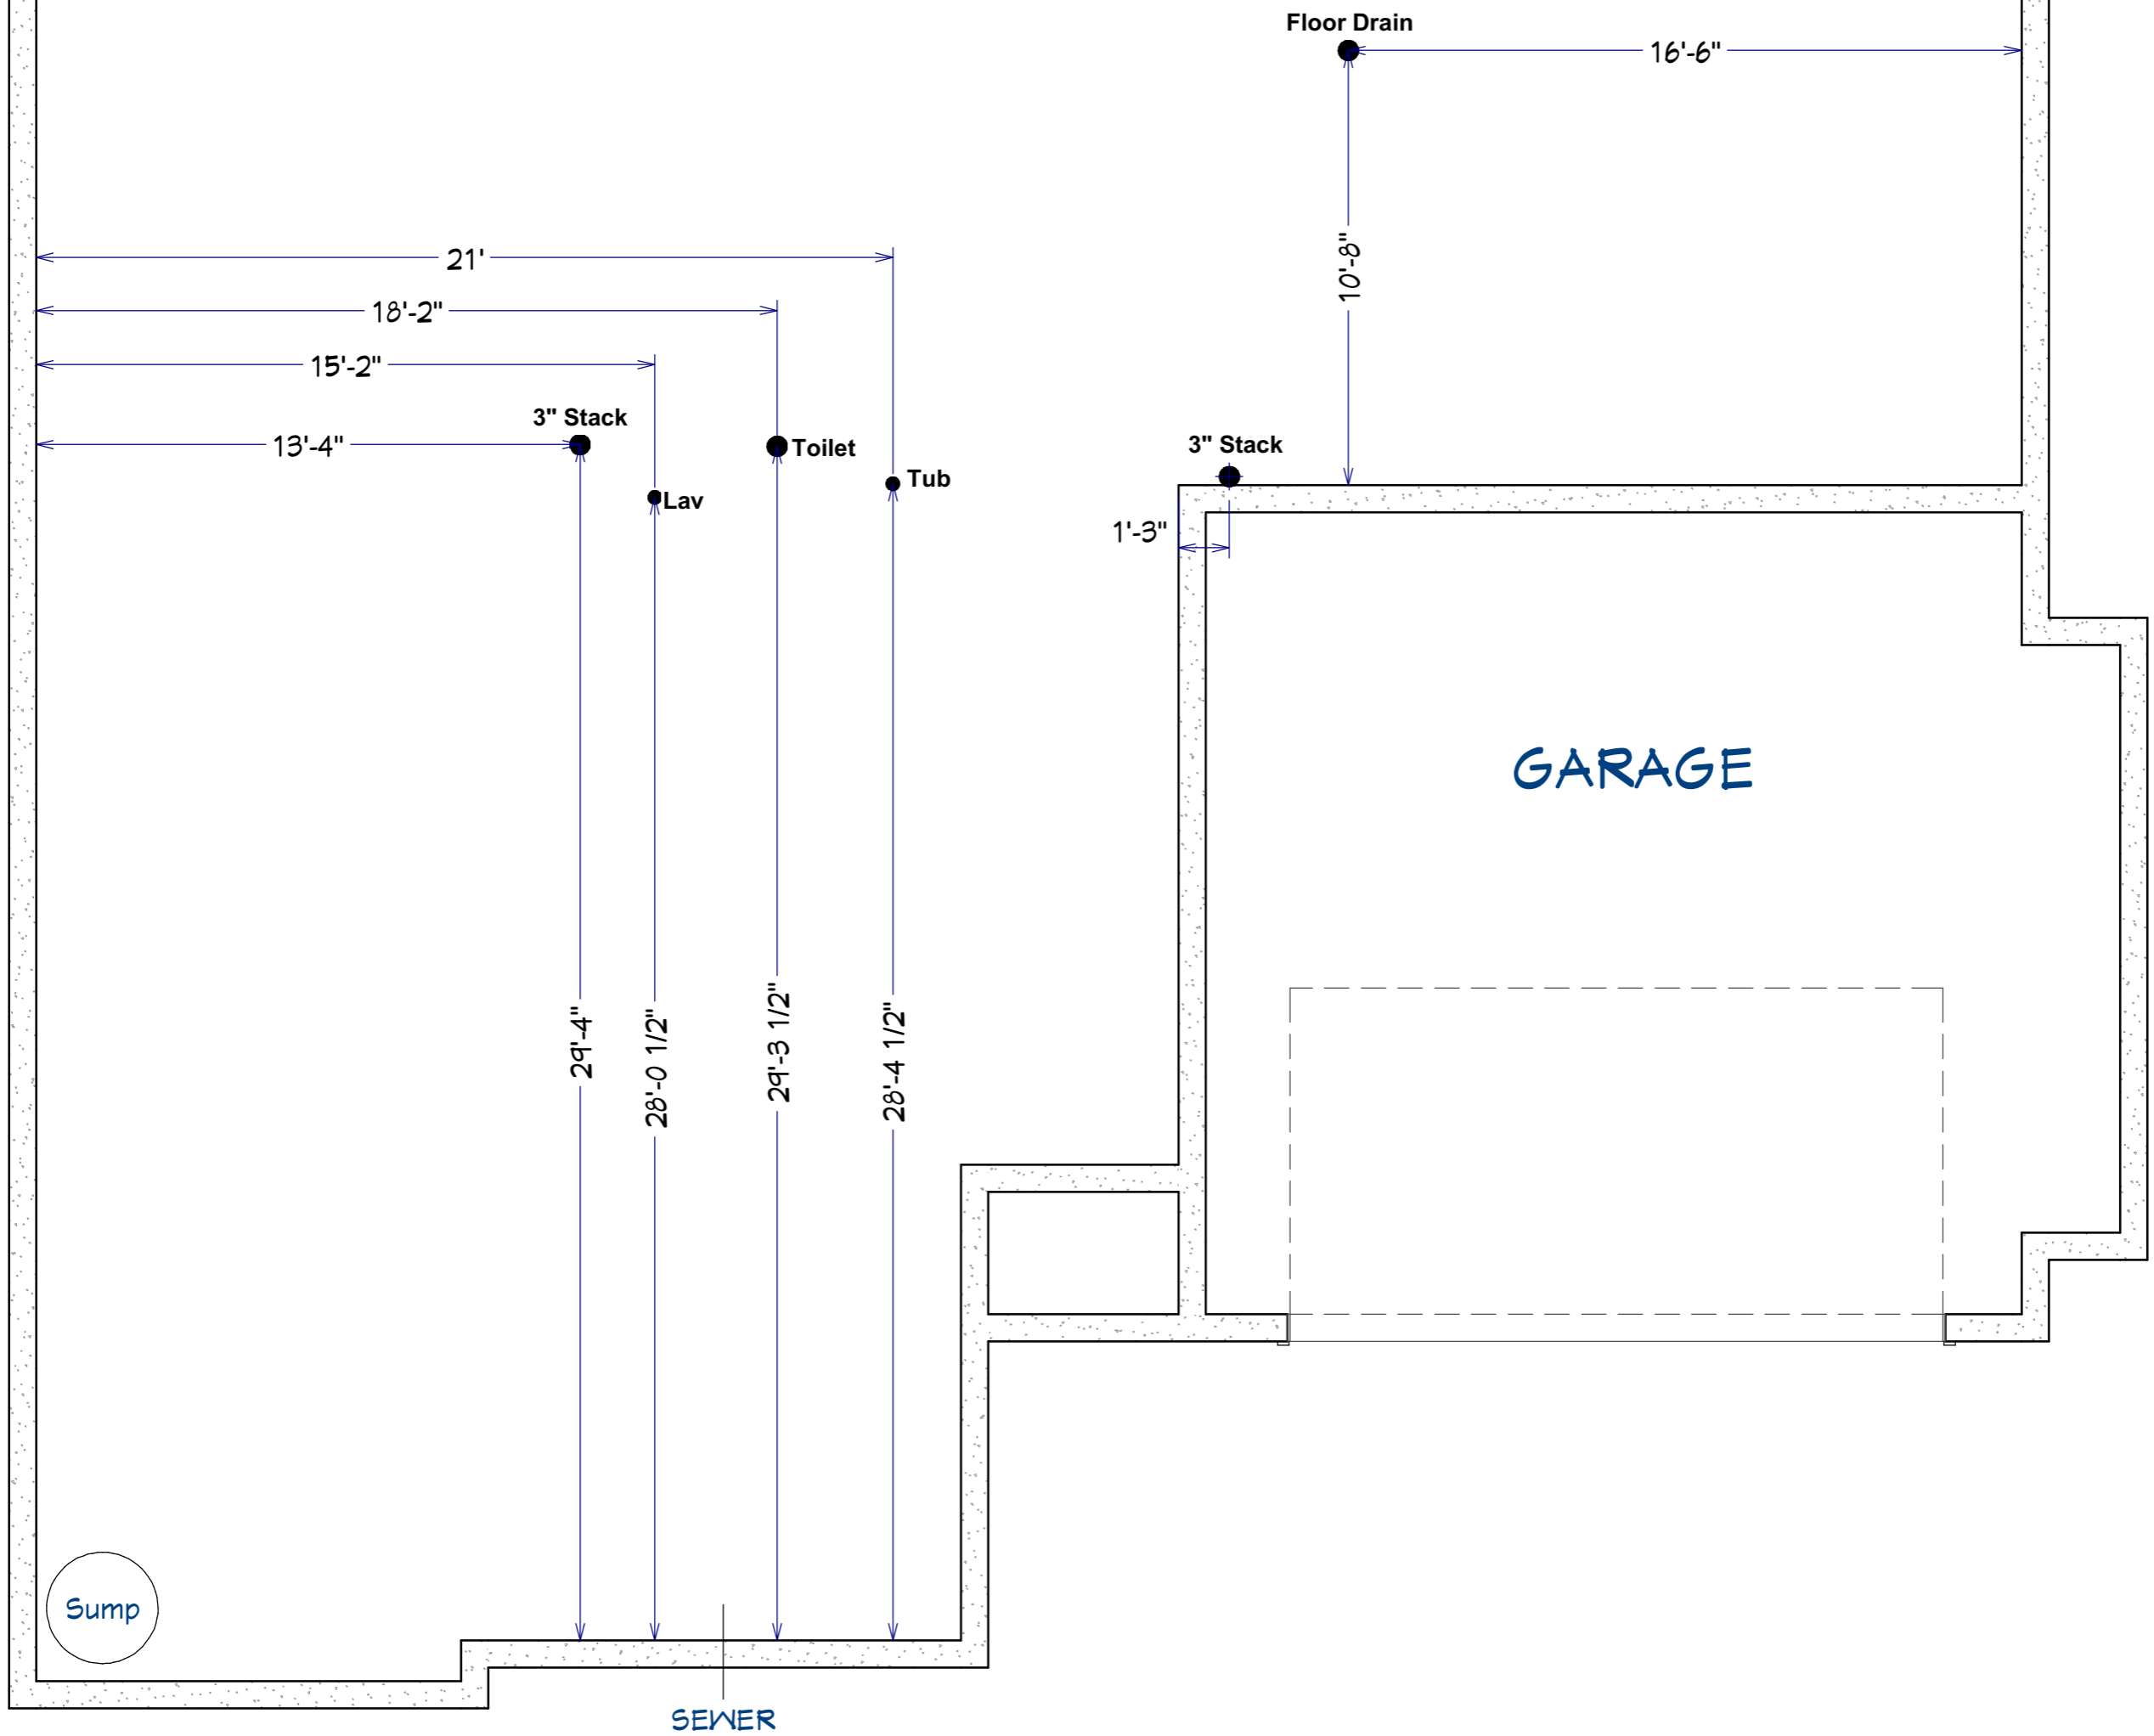 Floor Drain
16'-6"
10'-8"
21'
18'-2"
15'-2"
3" Stack
13'-4"
Toilet
3" Stack
Tub
Lav
1'-3"
GARAGE
29'-4"
28'-0 1/2"
29'-3 1/2"
28'-4 1/2"
Sump
SEWER